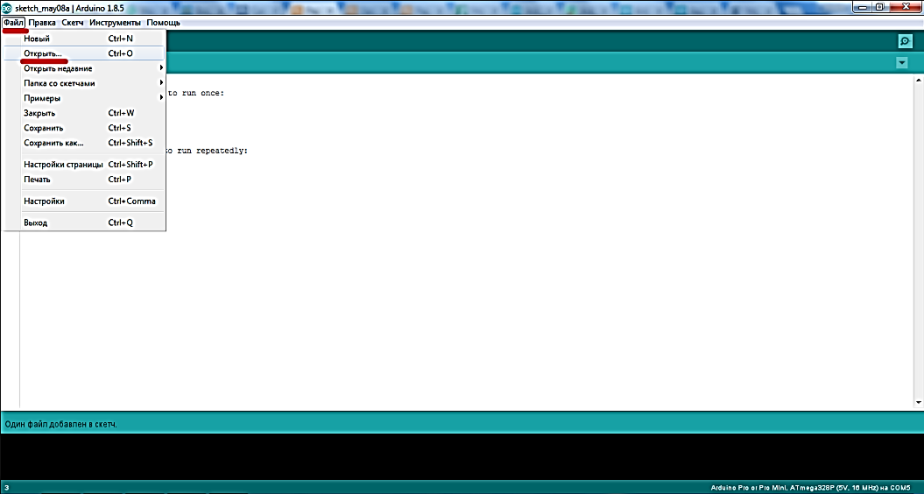 sketch_may08a | Arduino 1.8.5
Файл Правка Скетч Инструменты Помощь
Новый Ctrl+N
Открыть... Ctrl+O
Открыть недавние
Папка со скетчами
Примеры
to run once:
Закрыть Ctrl+W
Сохранить Ctrl+S
Сохранить как... Ctrl+Shift+S
to run repeatedly:
Настройки страницы Ctrl+Shift+P
Печать Ctrl+P
Настройки Ctrl+Comma
Выход Ctrl+Q
Один файл добавлен в скетч.
3 Arduino Pro or Pro Mini, ATmega328P (5V, 16 MHz) на COM5